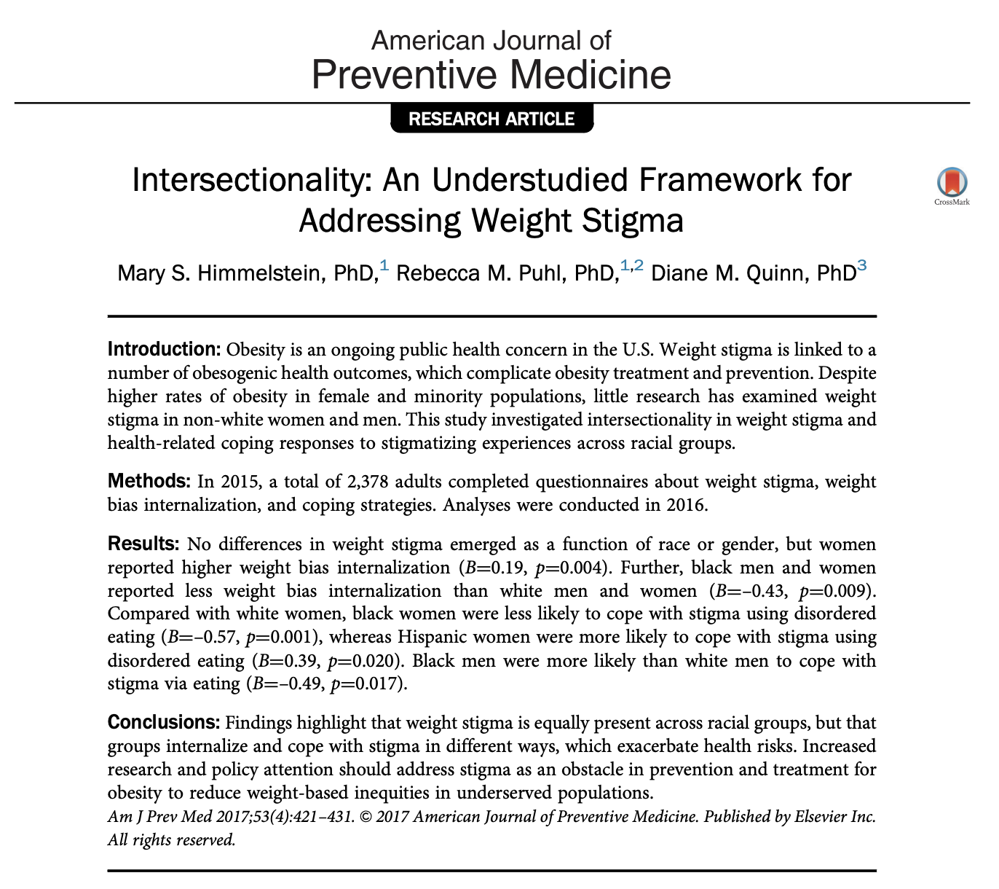 American Journal of
Preventive Medicine
RESEARCH ARTICLE
Intersectionality: An Understudied Framework for
Addressing Weight Stigma
CrossMark
Mary S. Himmelstein, PhD,1 Rebecca M. Puhl, PhD,1,2 Diane M. Quinn, PhD3
Introduction: Obesity is an ongoing public health concern in the U.S. Weight stigma is linked to a
number of obesogenic health outcomes, which complicate obesity treatment and prevention. Despite
higher rates of obesity in female and minority populations, little research has examined weight
stigma in non-white women and men. This study investigated intersectionality in weight stigma and
health-related coping responses to stigmatizing experiences across racial groups.
Methods: In 2015, a total of 2,378 adults completed questionnaires about weight stigma, weight
bias internalization, and coping strategies. Analyses were conducted in 2016.
Results: No differences in weight stigma emerged as a function of race or gender, but women
reported higher weight bias internalization (B=0.19, p=0.004). Further, black men and women
reported less weight bias internalization than white men and women (B=–0.43, p=0.009).
Compared with white women, black women were less likely to cope with stigma using disordered
eating (B=–0.57, p=0.001), whereas Hispanic women were more likely to cope with stigma using
disordered eating (B=0.39, p=0.020). Black men were more likely than white men to cope with
stigma via eating (B=–0.49, p=0.017).
Conclusions: Findings highlight that weight stigma is equally present across racial groups, but that
groups internalize and cope with stigma in different ways, which exacerbate health risks. Increased
research and policy attention should address stigma as an obstacle in prevention and treatment for
obesity to reduce weight-based inequities in underserved populations.
Am J Prev Med 2017;53(4):421–431. © 2017 American Journal of Preventive Medicine. Published by Elsevier Inc.
All rights reserved.